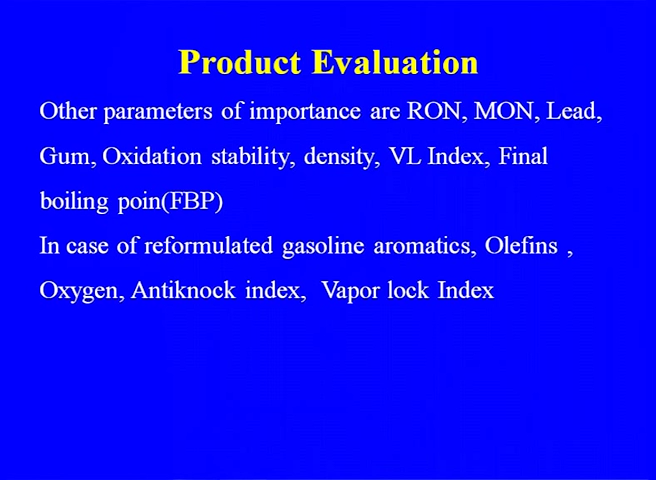 Product Evaluation
Other parameters of importance are RON, MON, Lead,
Gum, Oxidation stability, density, VL Index, Final
boiling poin(FBP)
In case of reformulated gasoline aromatics, Olefins ,
Oxygen, Antiknock index, Vapor lock Index